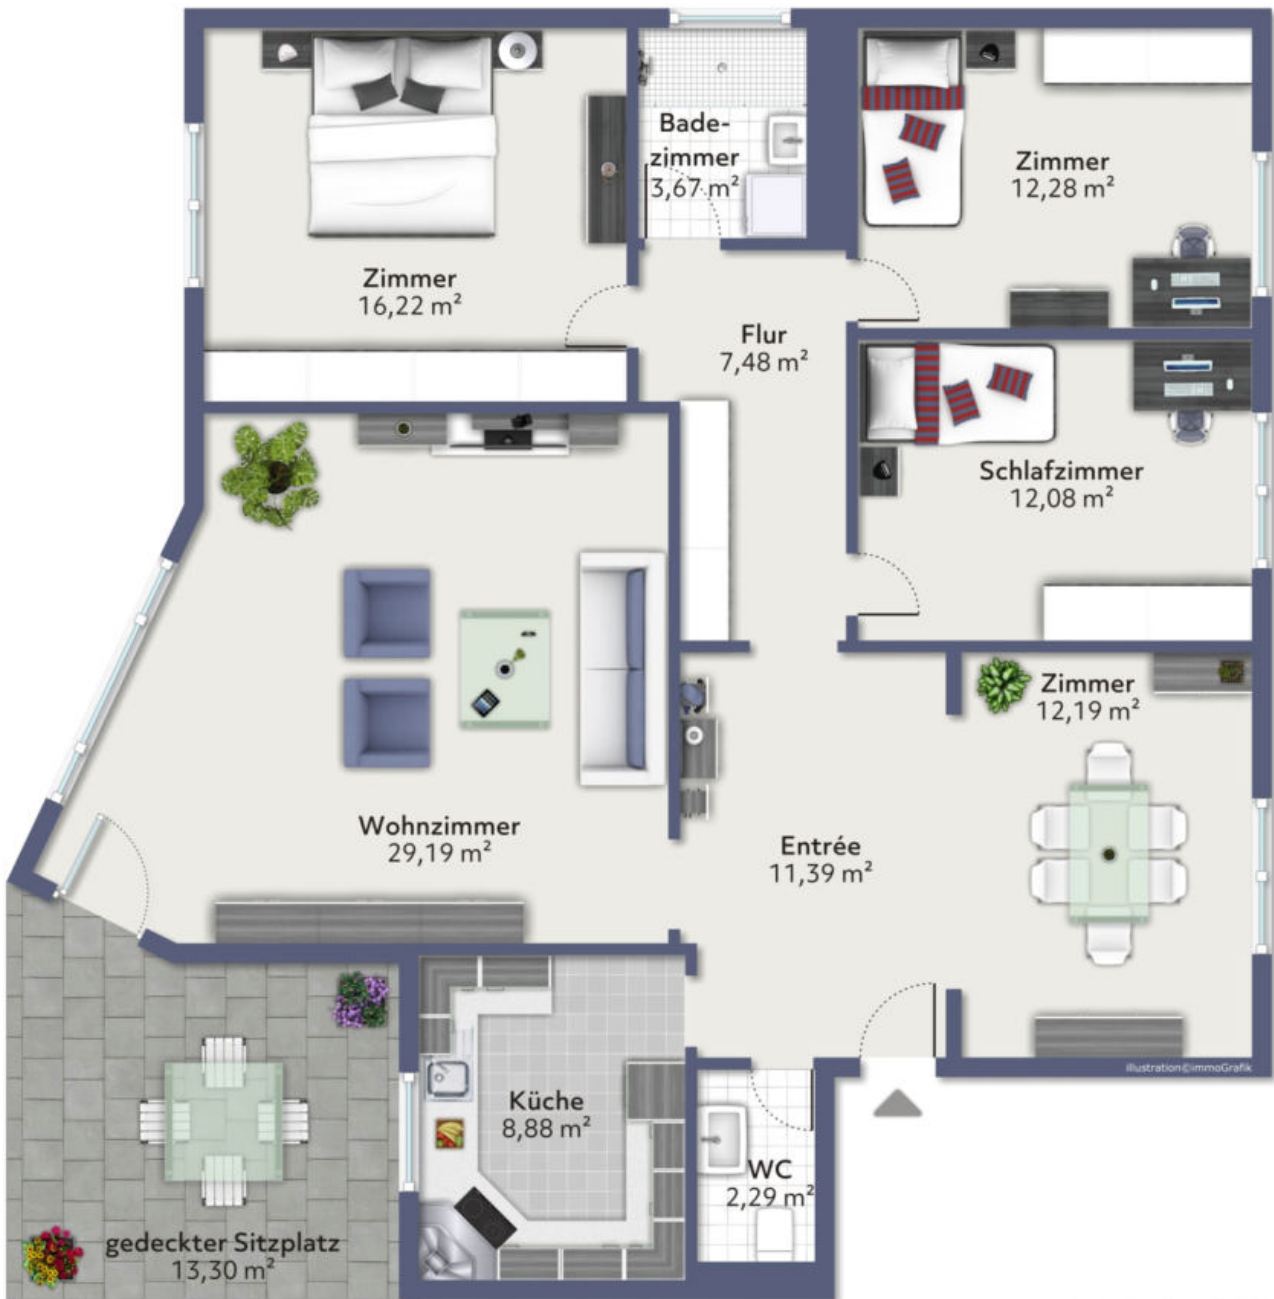 Bade-
zimmer
3,67 m²
Zimmer
12,28 m²
Zimmer
16,22 m²
Flur
7,48 m²
Schlafzimmer
12,08 m²
Zimmer
12,19 m²
Wohnzimmer
29,19 m²
Entrée
11,39 m²
illustration©immoGrafik
Küche
8,88 m²
WC
2,29 m²
gedeckter Sitzplatz
13,30 m²